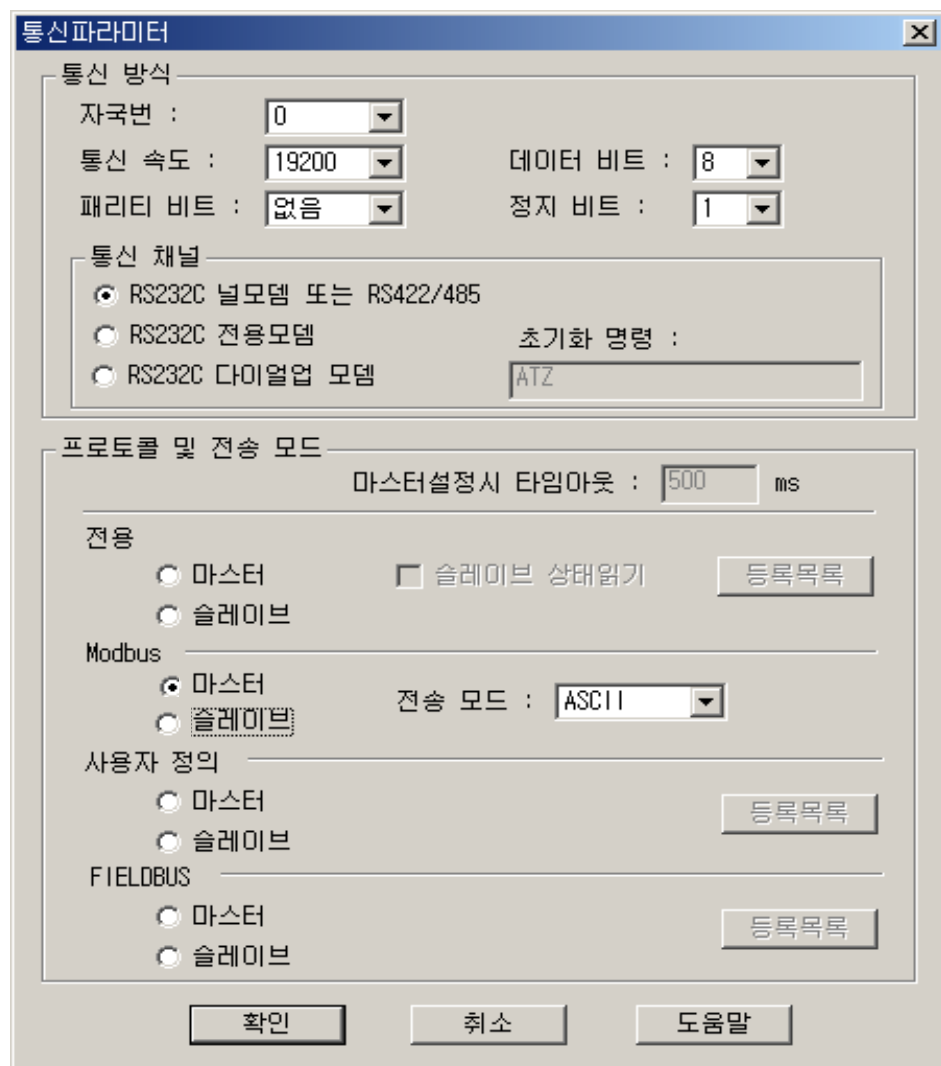 통신파라미터
통신 방식
자국번 : 0
통신 속도 : 19200 데이터 비트 : 8
패리티 비트 : 없음 정지 비트 : 1
통신 채널
RS232C 널모뎀 또는 RS422/485
RS232C 전용모뎀 초기화 명령 :
RS232C 다이얼업 모뎀 ATZ
프로토콜 및 전송 모드
마스터설정시 타임아웃 : 500 ms
전용
마스터 슬레이브 상태읽기 등록목록
슬레이브
Modbus
마스터 전송 모드 : ASCII
슬레이브
사용자 정의
마스터 등록목록
슬레이브
FIELDBUS
마스터 등록목록
슬레이브
확인 취소 도움말